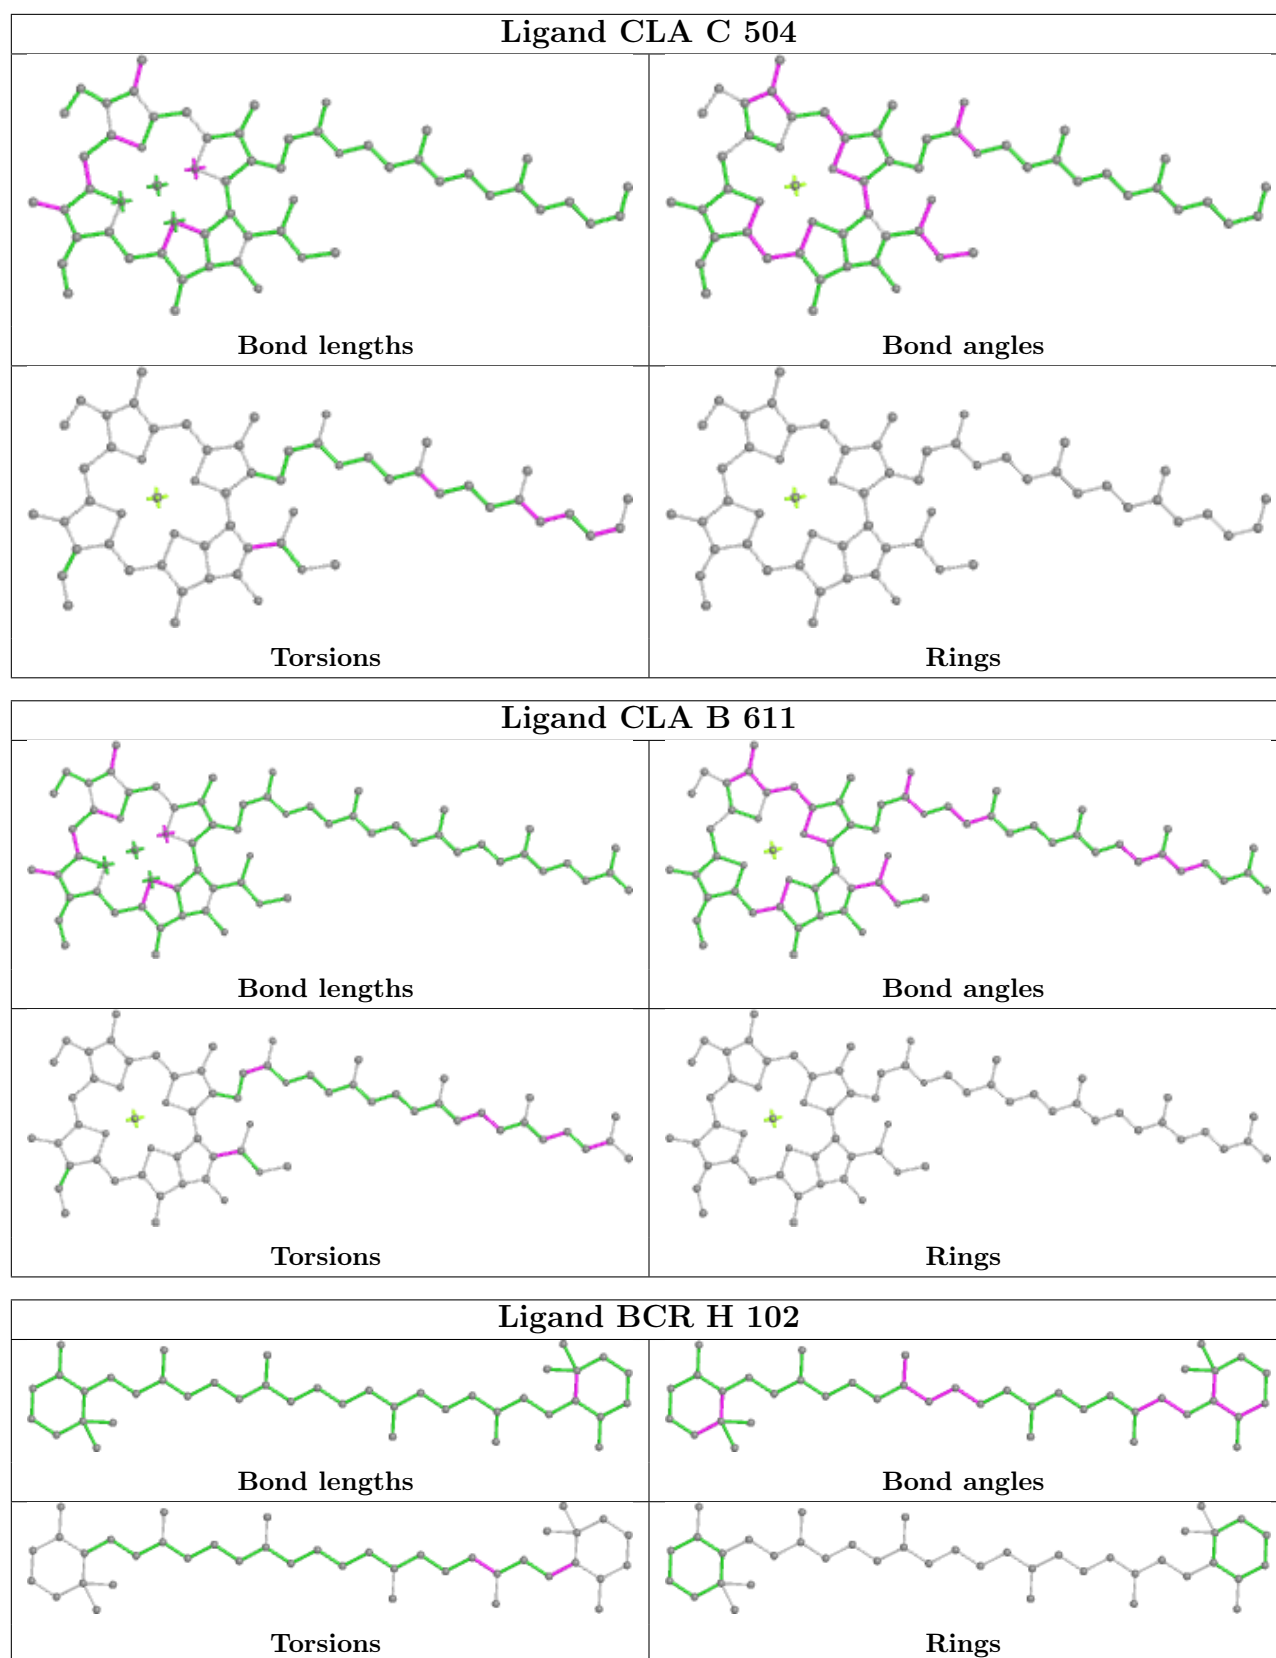 Ligand CLA C 504
Bond lengths
Bond angles
Torsions
Rings
Ligand CLA B 611
Bond lengths
Bond angles
Torsions
Rings
Ligand BCR H 102
Bond lengths
Bond angles
Torsions
Rings